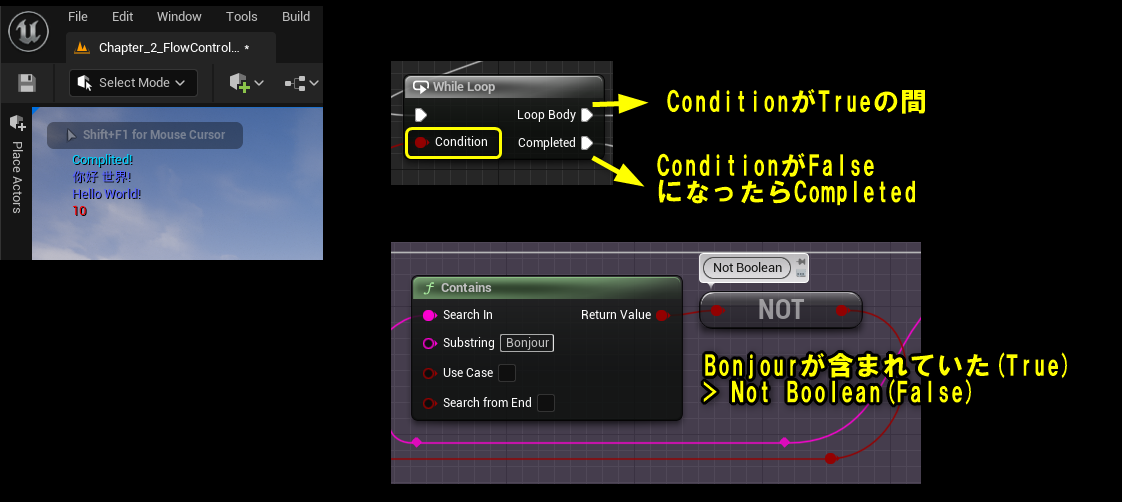 File Edit Window Tools Build
Chapter_2_FlowControl... *
Select Mode
Place Actors
Shift+F1 for Mouse Cursor
Complited!
你好 世界!
Hello World!
10
While Loop
Loop Body
Condition
Completed
ConditionがTrueの間
ConditionがFalse
になったらCompleted
Not Boolean
Contains
NOT
Search In
Return Value
Substring Bonjour
Use Case
Search from End
Bonjourが含まれていた(True)
> Not Boolean(False)